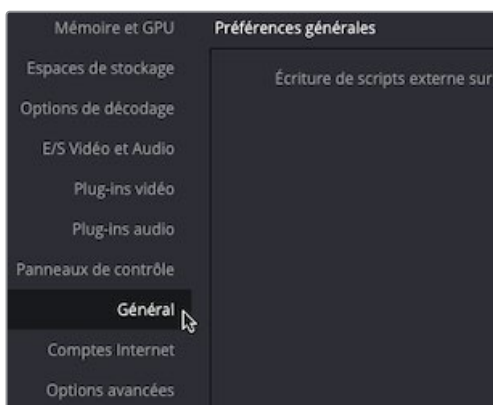 Mémoire et GPU
Espaces de stockage
Options de décodage
E/S Vidéo et Audio
Plug-ins vidéo
Plug-ins audio
Panneaux de contrôle
Général
Comptes Internet
Options avancées
Préférences générales
Écriture de scripts externe sur